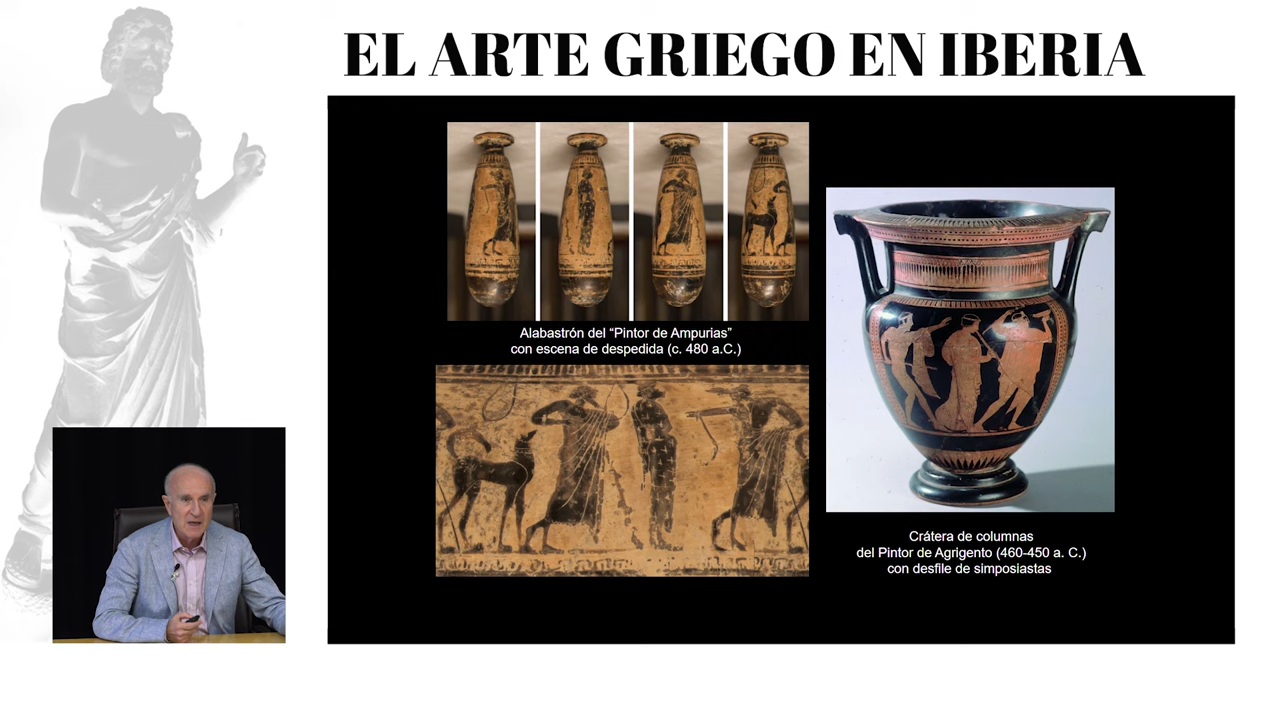 EL ARTE GRIEGO EN IBERIA
Alabastrón del “Pintor de Ampurias”
con escena de despedida (c. 480 a.C.)
Crátera de columnas
del Pintor de Agrigento (460-450 a. C.)
con desfile de simposiastas